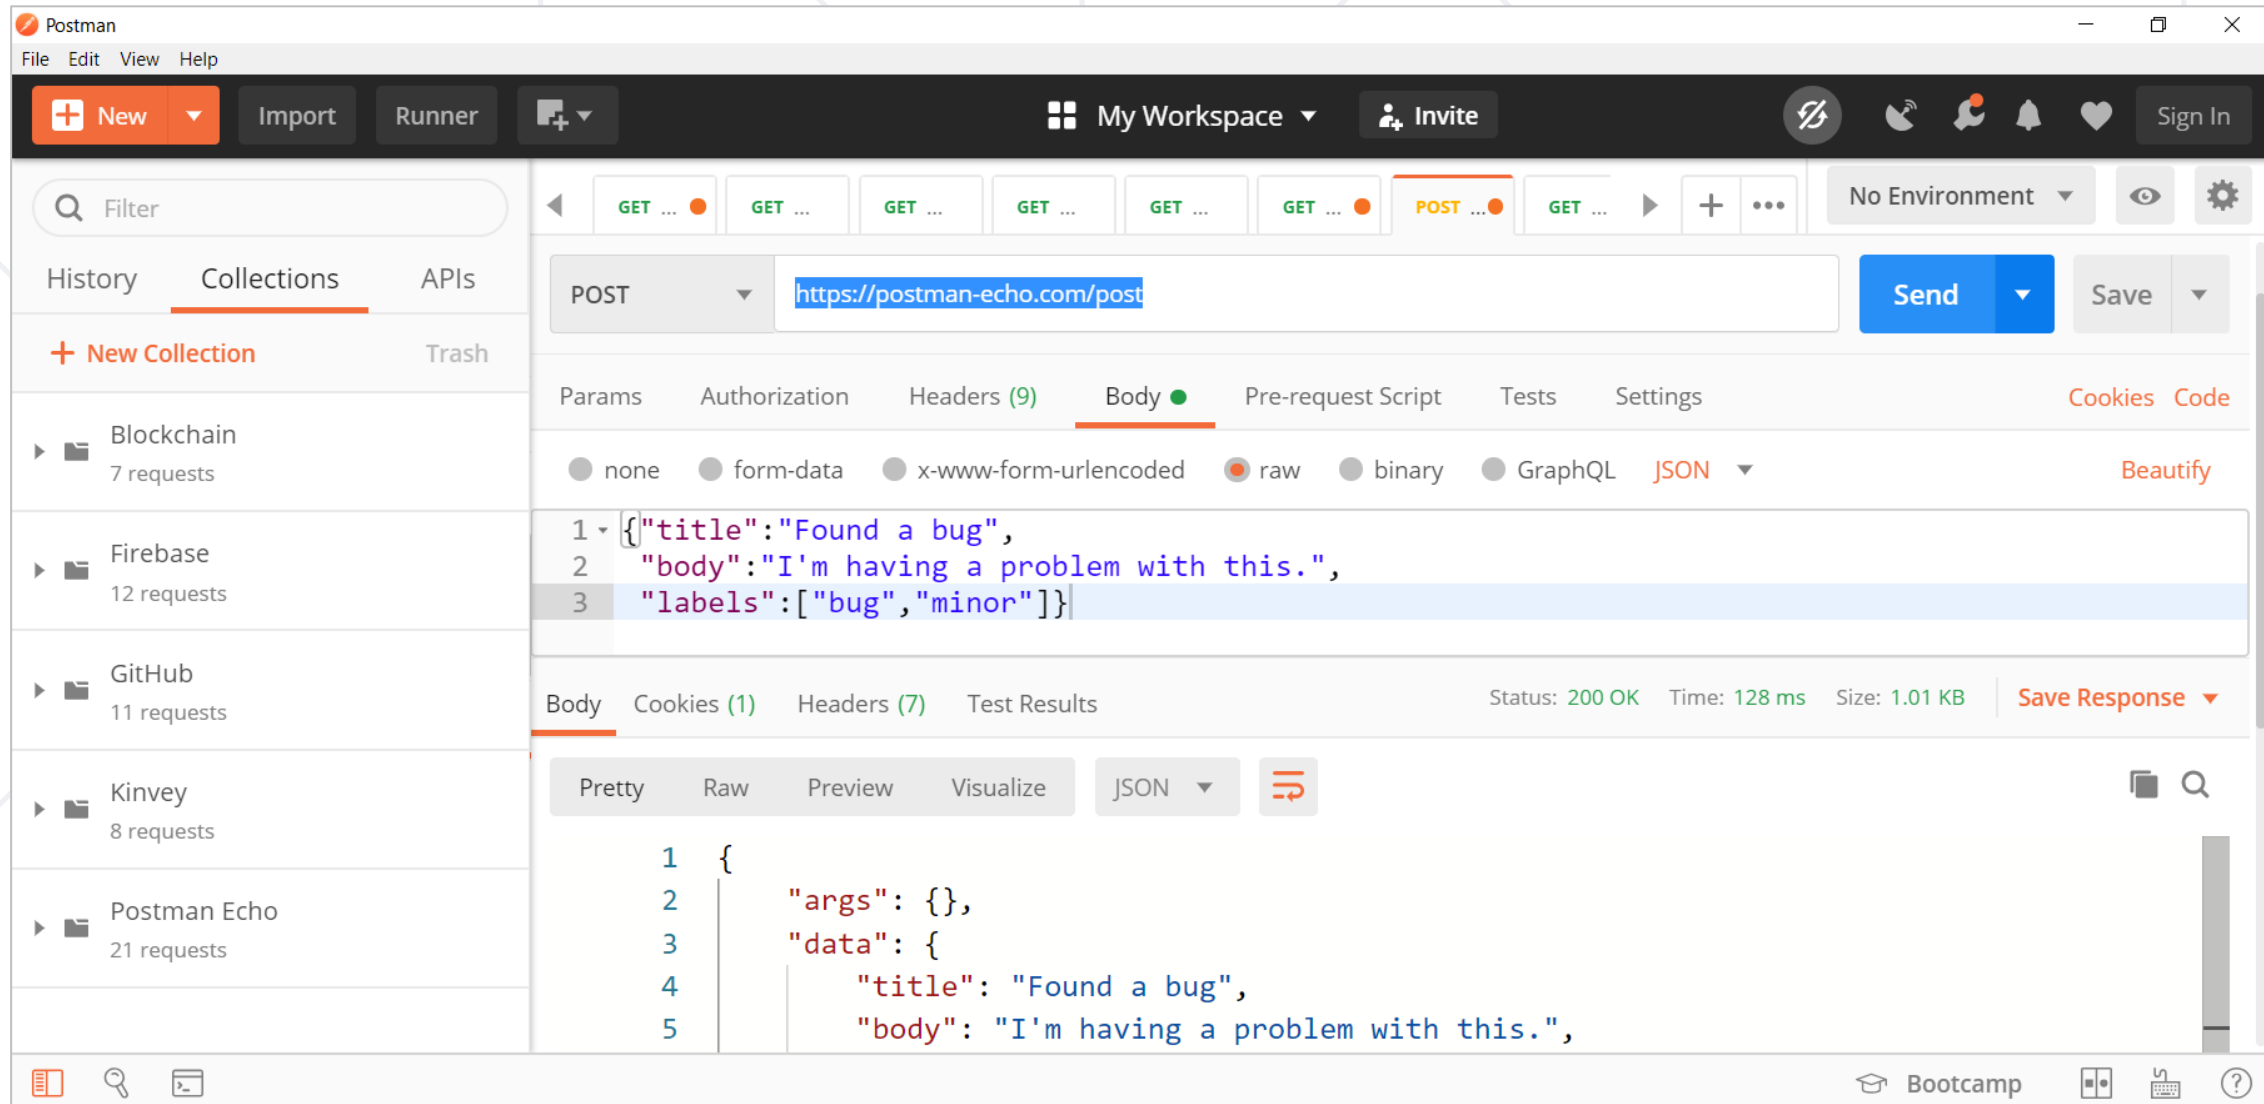 Postman
File Edit View Help
New Import Runner My Workspace Invite Sign In
Filter
History Collections APIs
+ New Collection Trash
Blockchain
7 requests
Firebase
12 requests
GitHub
11 requests
Kinvey
8 requests
Postman Echo
21 requests
GET ... GET ... GET ... GET ... GET ... GET ... POST ... GET ... + ••• No Environment
POST https://postman-echo.com/post Send Save
Params Authorization Headers (9) Body Pre-request Script Tests Settings Cookies Code
none form-data x-www-form-urlencoded raw binary GraphQL JSON Beautify
1 {"title":"Found a bug",
2 "body":"I'm having a problem with this.",
3 "labels":["bug","minor"]}
Body Cookies (1) Headers (7) Test Results Status: 200 OK Time: 128 ms Size: 1.01 KB Save Response
Pretty Raw Preview Visualize JSON
1 {
2 "args": {},
3 "data": {
4 "title": "Found a bug",
5 "body": "I'm having a problem with this.",
Bootcamp